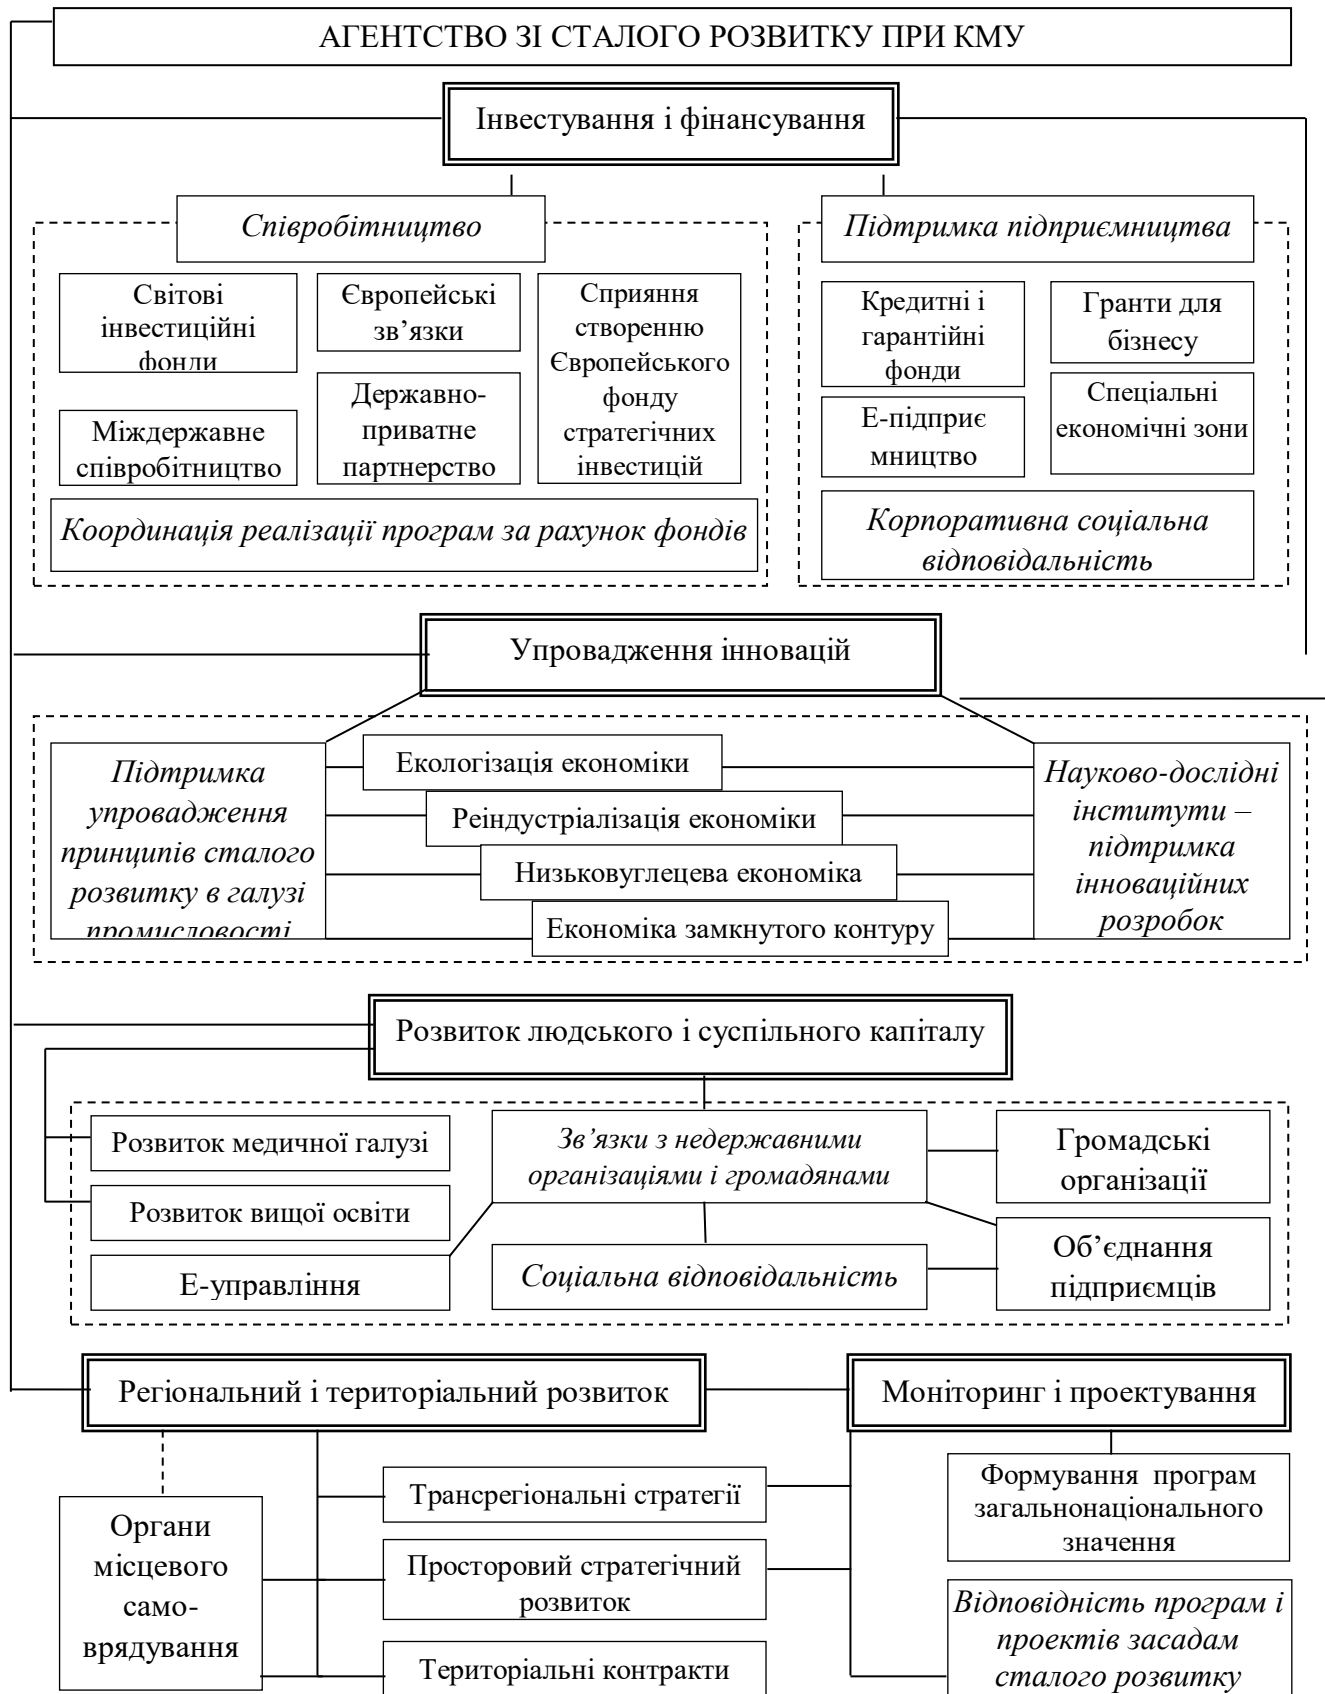 АГЕНТСТВО ЗІ СТАЛОГО РОЗВИТКУ ПРИ КМУ
Інвестування і фінансування
Співробітництво
Підтримка підприємництва
Світові
інвестиційні
фонди
Європейські
зв’язки
Сприяння
створенню
Європейського
фонду
стратегічних
інвестицій
Міждержавне
співробітництво
Державно-
приватне
партнерство
Координація реалізації програм за рахунок фондів
Кредитні і
гарантійні
фонди
Гранти для
бізнесу
Е-підприє
мництво
Спеціальні
економічні зони
Корпоративна соціальна
відповідальність
Упровадження інновацій
Підтримка
упровадження
принципів сталого
розвитку в галузі
промисловості
Екологізація економіки
Реіндустріалізація економіки
Низьковуглецева економіка
Економіка замкнутого контуру
Науково-дослідні
інститути –
підтримка
інноваційних
розробок
Розвиток людського і суспільного капіталу
Розвиток медичної галузі
Розвиток вищої освіти
Е-управління
Зв’язки з недержавними
організаціями і громадянами
Соціальна відповідальність
Громадські
організації
Об’єднання
підприємців
Регіональний і територіальний розвиток
Моніторинг і проектування
Органи
місцевого
само-
врядування
Трансрегіональні стратегії
Просторовий стратегічний
розвиток
Територіальні контракти
Формування програм
загальнонаціонального
значення
Відповідність програм і
проектів засадам
сталого розвитку